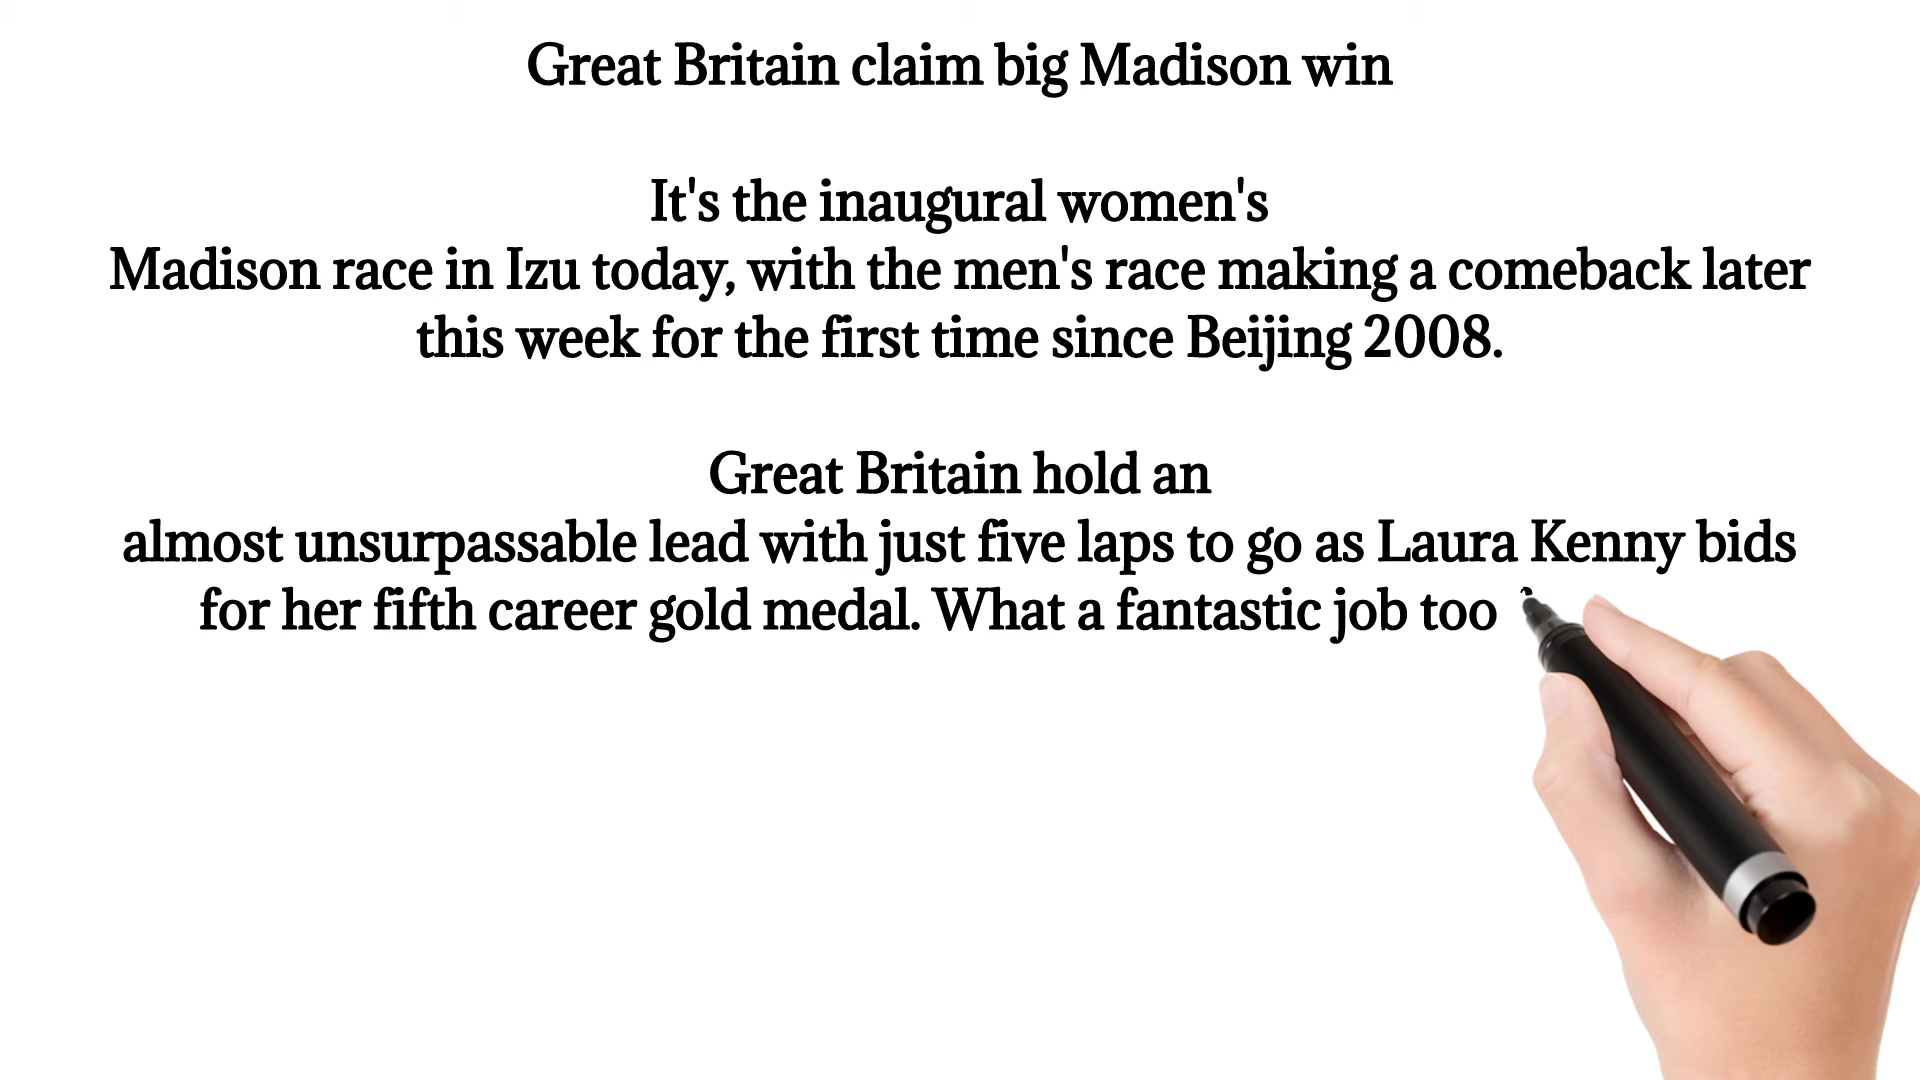 Great Britain claim big Madison win
It's the inaugural women's
Madison race in Izu today, with the men's race making a comeback later
this week for the first time since Beijing 2008.
Great Britain hold an
almost unsurpassable lead with just five laps to go as Laura Kenny bids
for her fifth career gold medal. What a fantastic job too